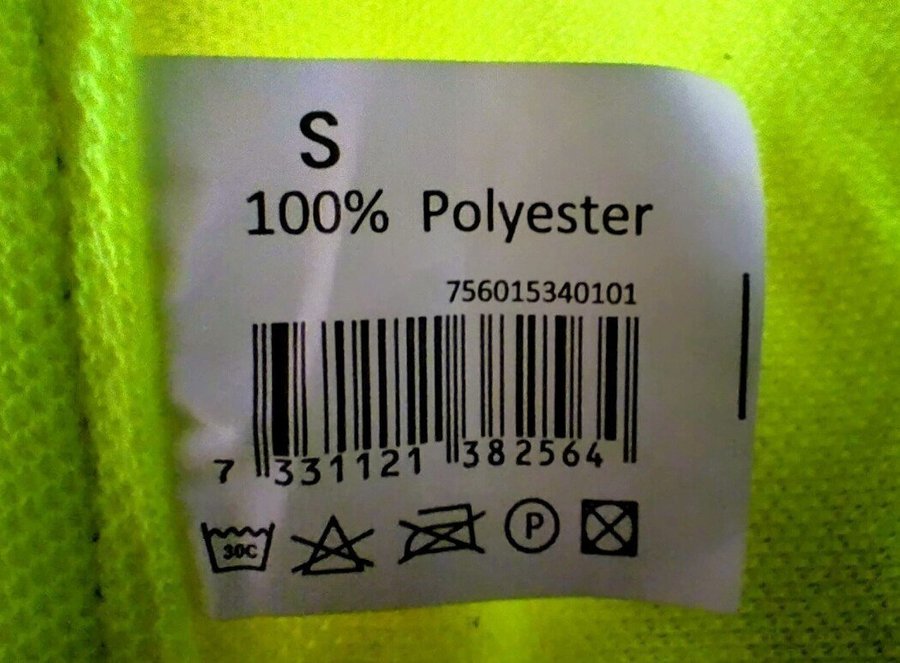 S
100% Polyester
756015340101
7 331121 382564
30C P